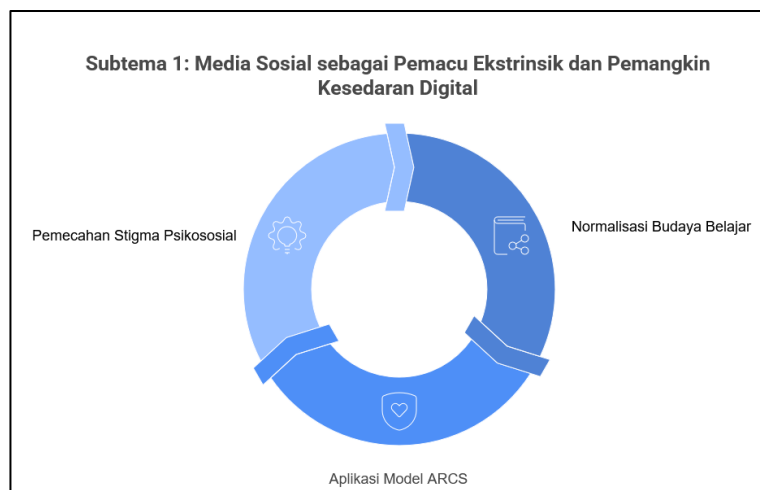 Subtema 1: Media Sosial sebagai Pemacu Ekstrinsik dan Pemangkin
Kesedaran Digital
Pemecahan Stigma Psikososial
Normalisasi Budaya Belajar
Aplikasi Model ARCS